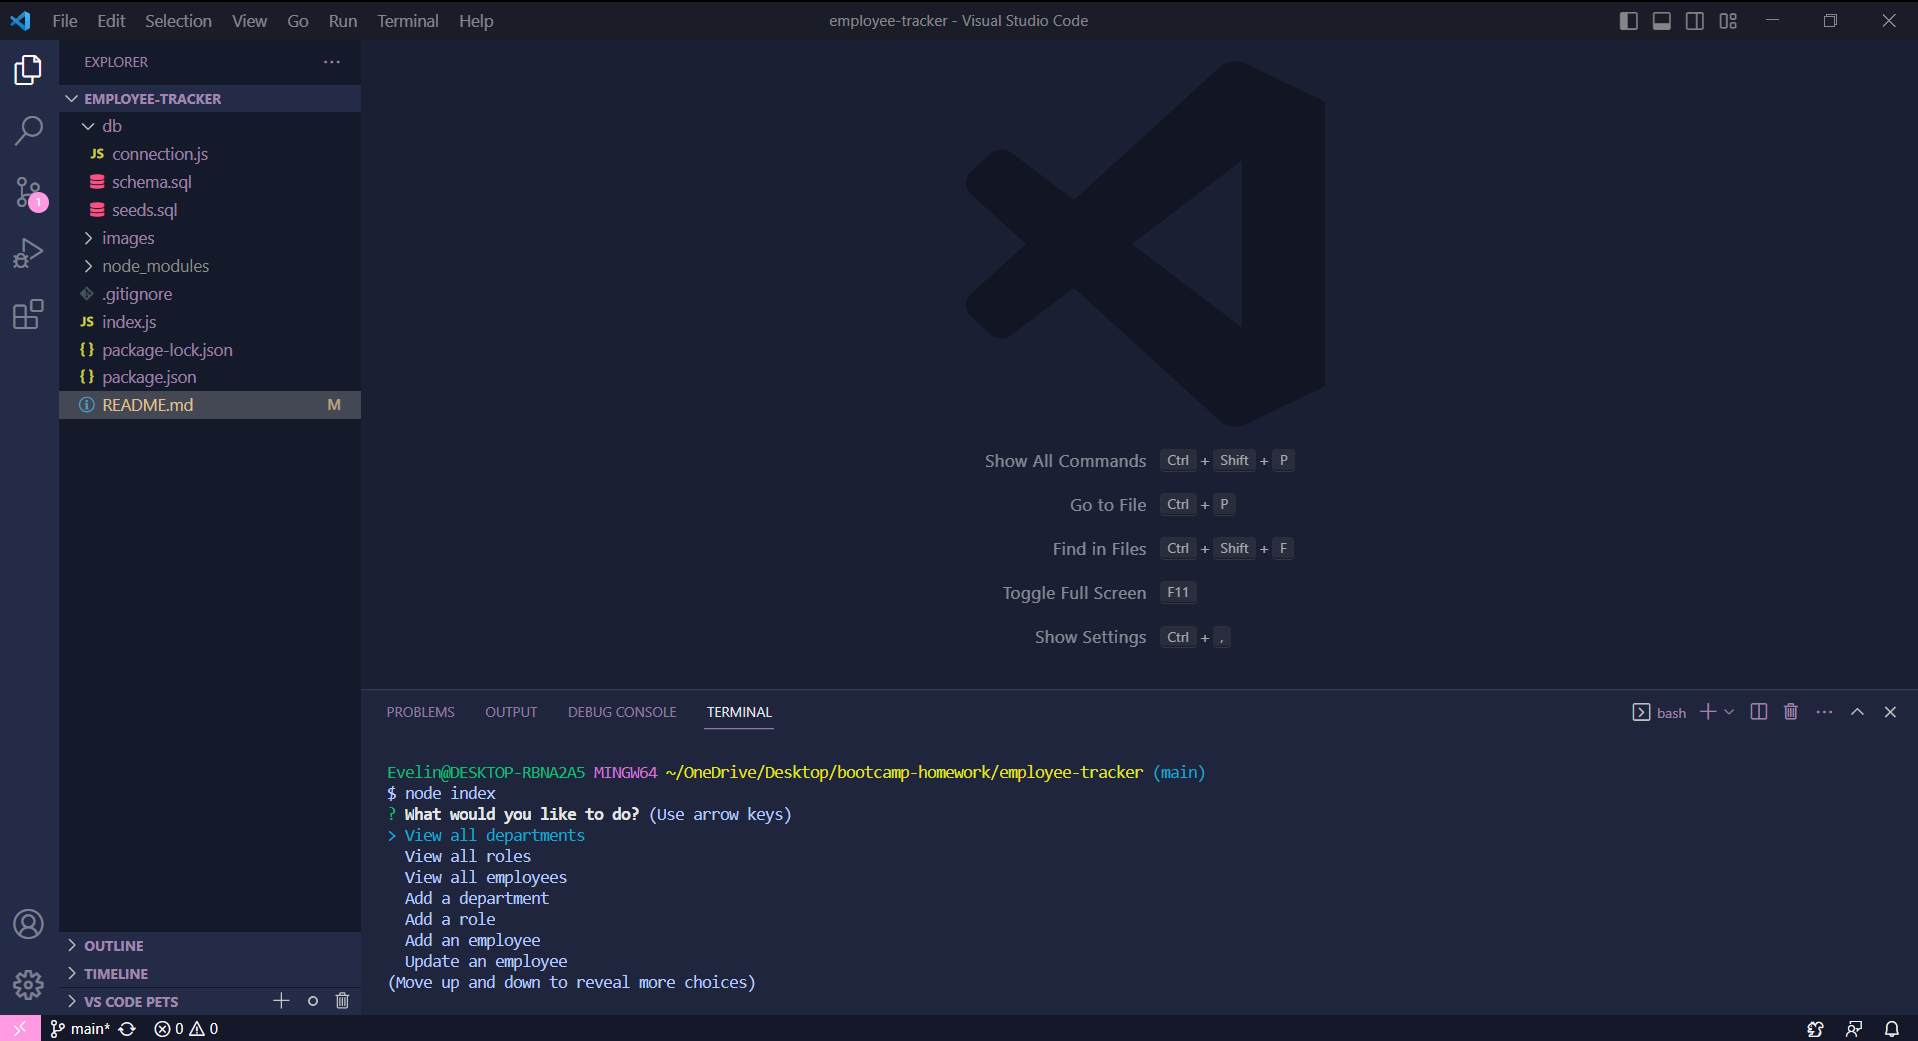 File Edit Selection View Go Run Terminal Help employee-tracker - Visual Studio Code
EXPLORER
EMPLOYEE-TRACKER
db
JS connection.js
schema.sql
seeds.sql
images
node_modules
.gitignore
JS index.js
{} package-lock.json
{} package.json
README.md M
OUTLINE
TIMELINE
VS CODE PETS
1
Show All Commands Ctrl + Shift + P
Go to File Ctrl + P
Find in Files Ctrl + Shift + F
Toggle Full Screen F11
Show Settings Ctrl + ,
PROBLEMS OUTPUT DEBUG CONSOLE TERMINAL bash
Evelin@DESKTOP-RBNA2A5 MINGW64 ~/OneDrive/Desktop/bootcamp-homework/employee-tracker (main)
$ node index
? What would you like to do? (Use arrow keys)
> View all departments
View all roles
View all employees
Add a department
Add a role
Add an employee
Update an employee
(Move up and down to reveal more choices)
main* 0 0